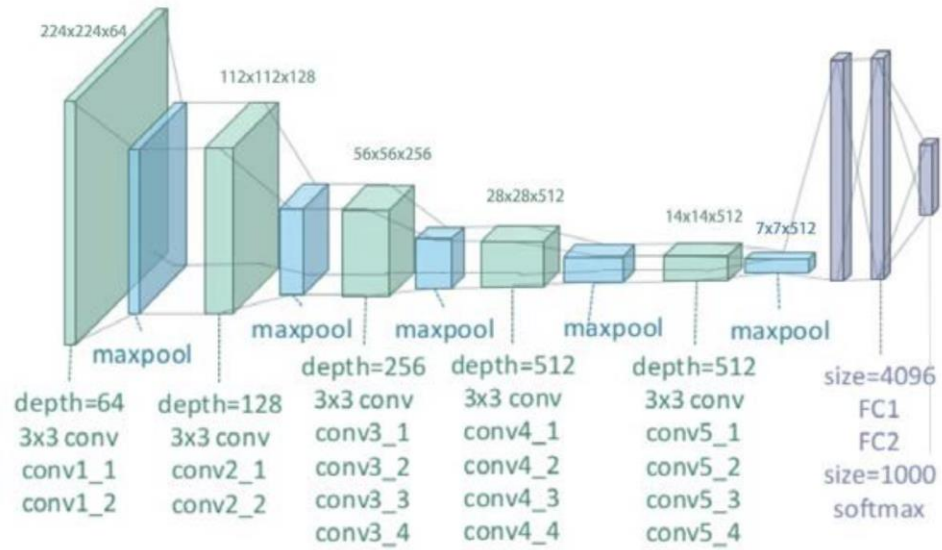 224x224x64
112x112x128
56x56x256
28x28x512
14x14x512
7x7x512
maxpool
maxpool
maxpool
maxpool
maxpool
depth=64
3x3 conv
conv1_1
conv1_2
depth=128
3x3 conv
conv2_1
conv2_2
depth=256
3x3 conv
conv3_1
conv3_2
conv3_3
conv3_4
depth=512
3x3 conv
conv4_1
conv4_2
conv4_3
conv4_4
depth=512
3x3 conv
conv5_1
conv5_2
conv5_3
conv5_4
size=4096
FC1
FC2
size=1000
softmax